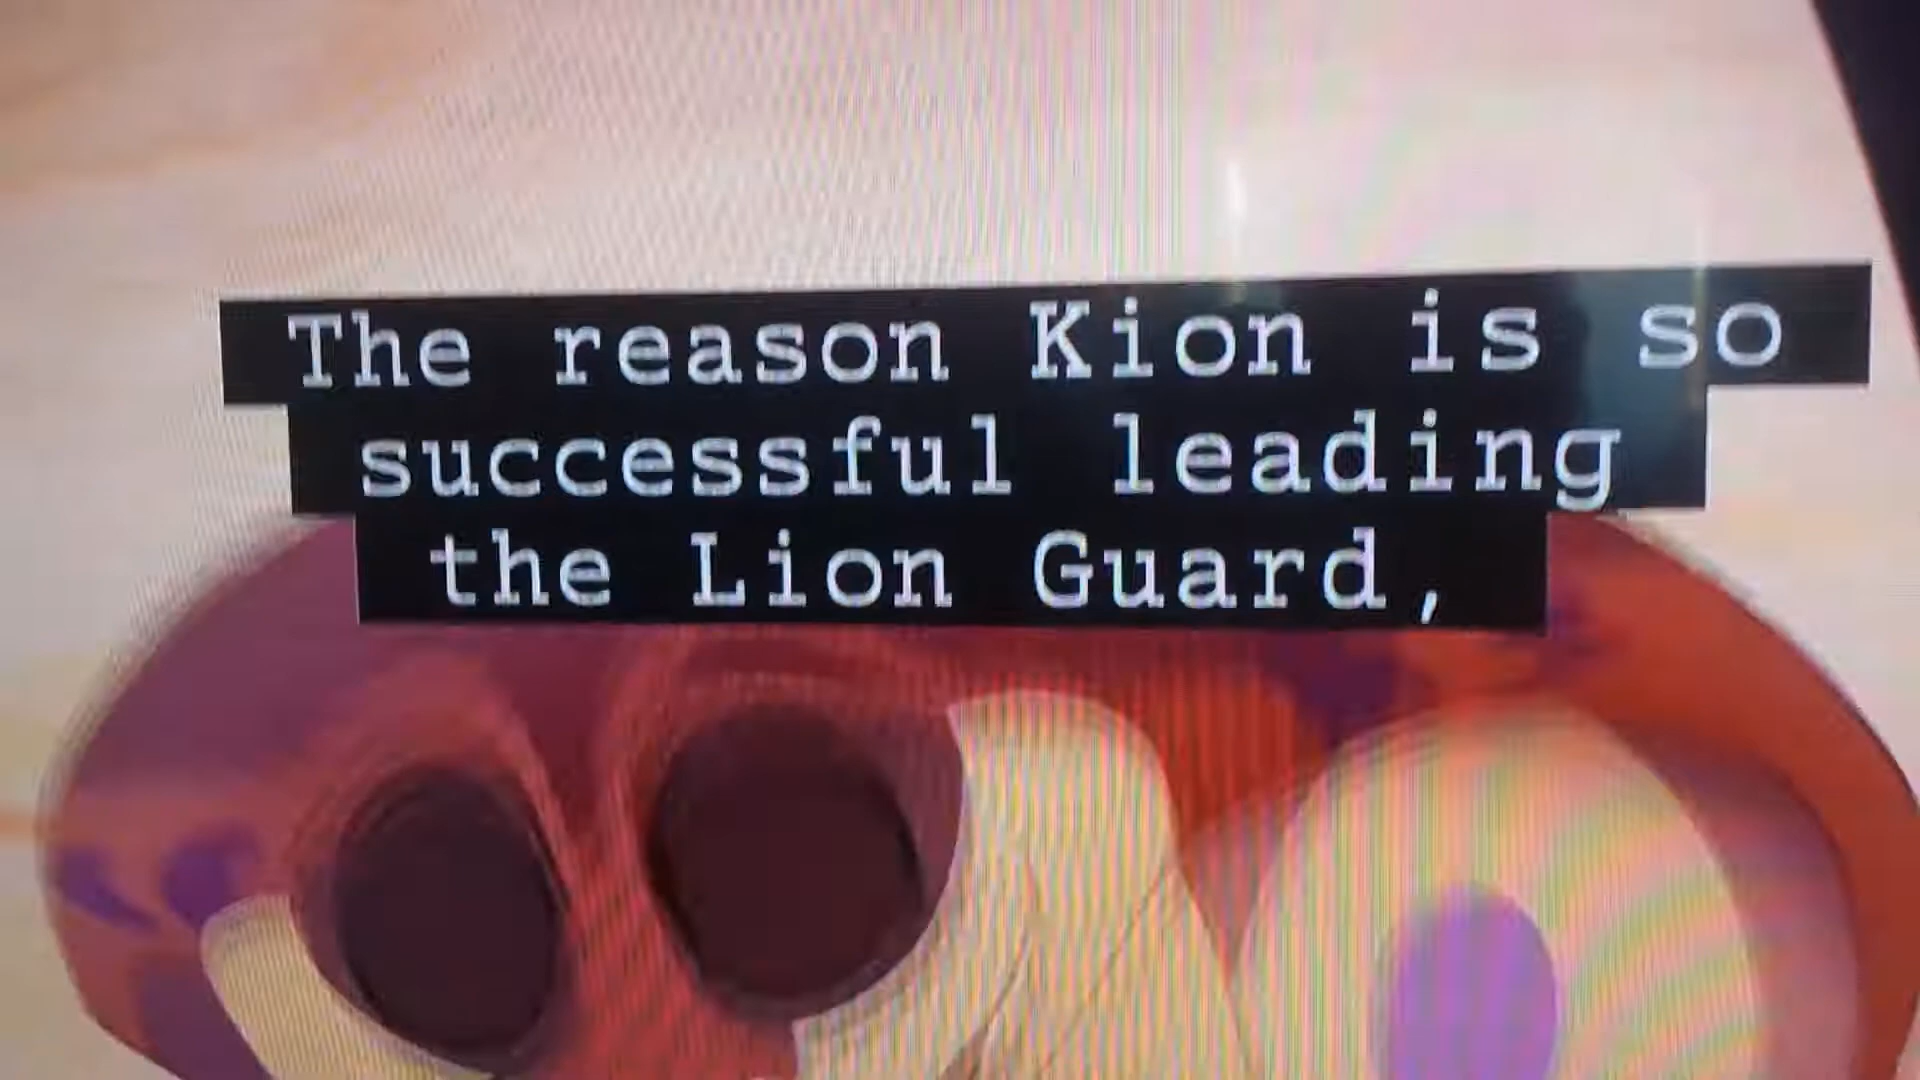 The reason Kion is so
successful leading
the Lion Guard,